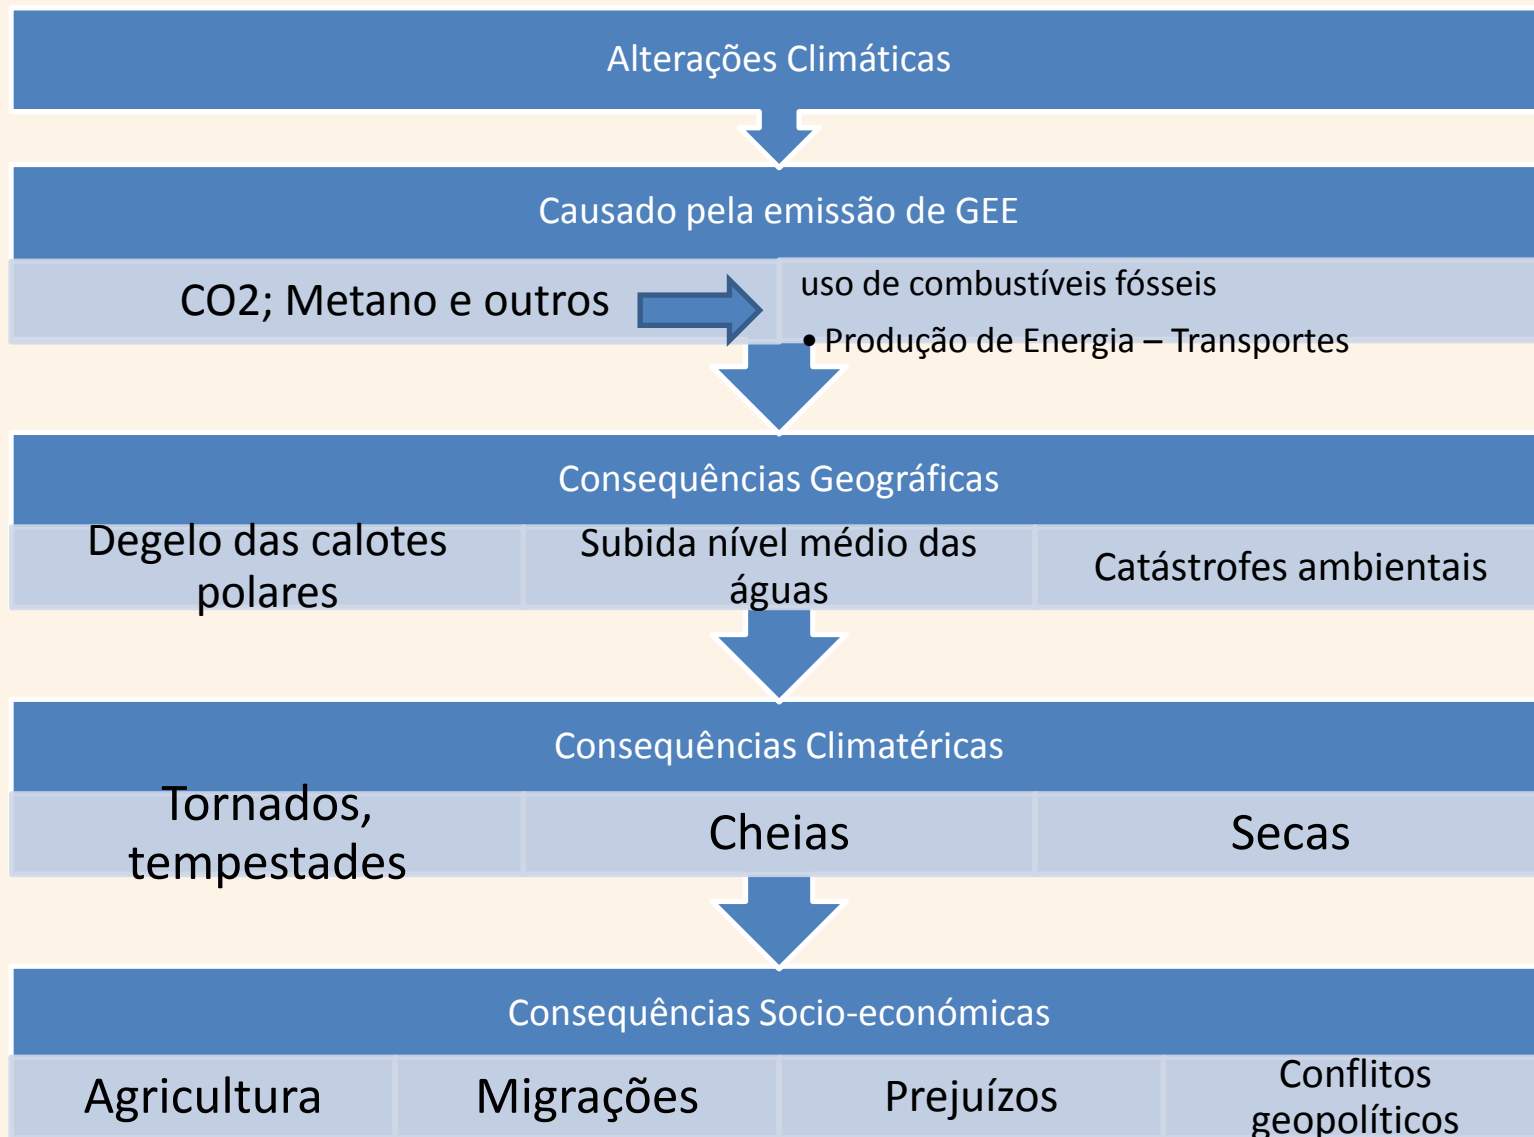 Alterações Climáticas
Causado pela emissão de GEE
CO2; Metano e outros
uso de combustíveis fósseis
• Produção de Energia – Transportes
Consequências Geográficas
Degelo das calotes
polares
Subida nível médio das
águas
Catástrofes ambientais
Consequências Climatéricas
Tornados,
tempestades
Cheias
Secas
Consequências Socio-económicas
Agricultura
Migrações
Prejuízos
Conflitos
geopolíticos